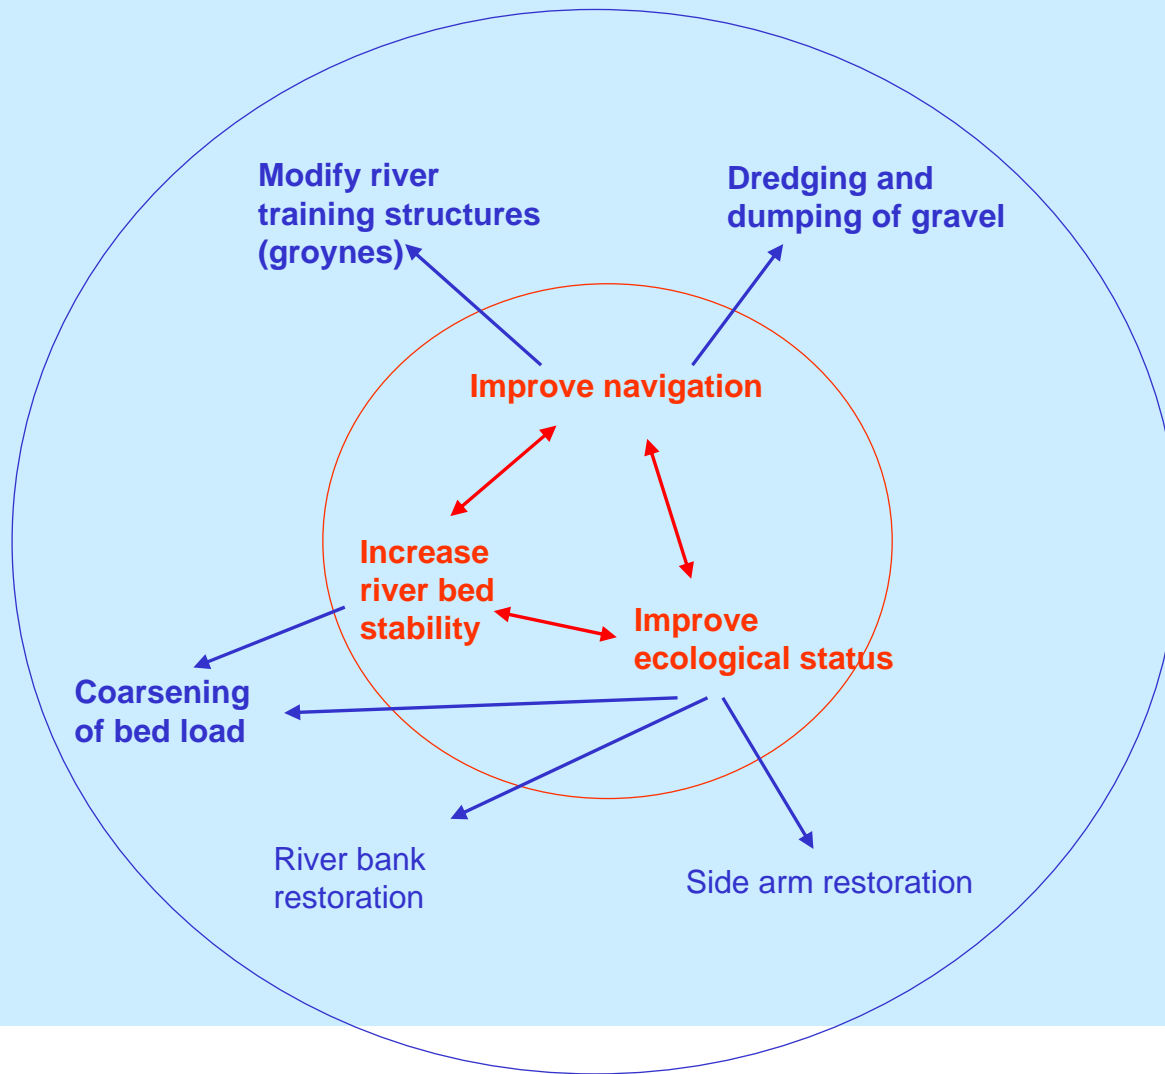 Modify river
training structures
(groynes)
Dredging and
dumping of gravel
Improve navigation
Increase
river bed
stability
Improve
ecological status
Coarsening
of bed load
River bank
restoration
Side arm restoration